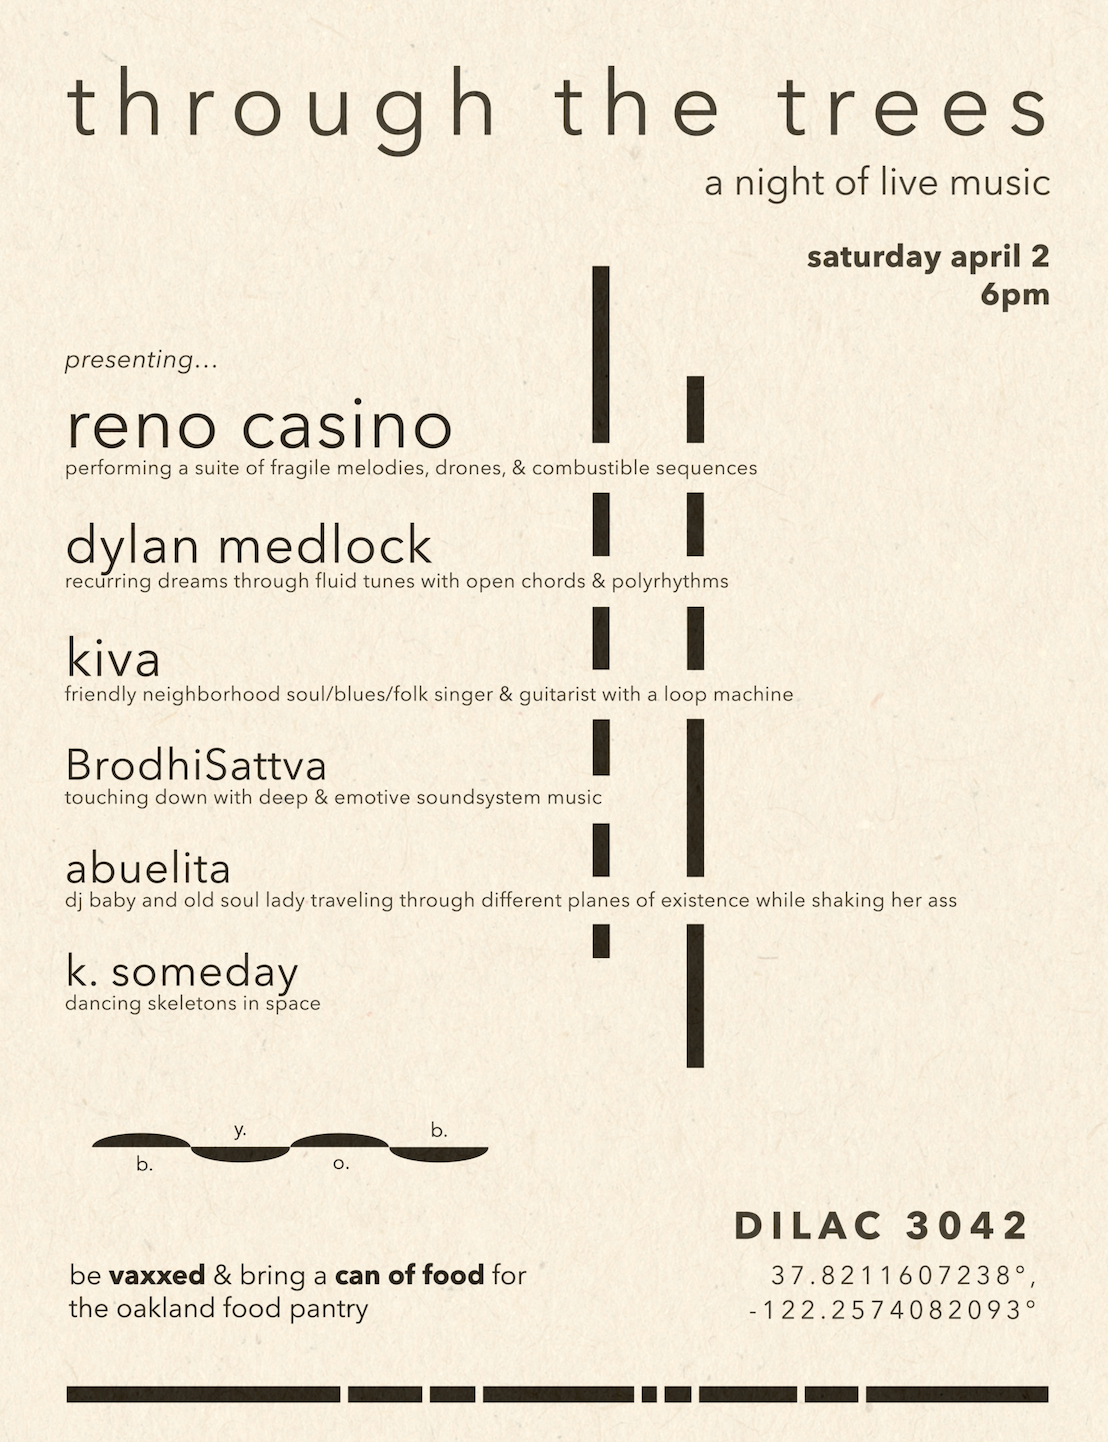 through the trees
a night of live music
saturday april 2
6pm
presenting...
reno casino
performing a suite of fragile melodies, drones, & combustible sequences
dylan medlock
recurring dreams through fluid tunes with open chords & polyrhythms
kiva
friendly neighborhood soul/blues/folk singer & guitarist with a loop machine
BrodhiSattva
touching down with deep & emotive soundsystem music
abuelita
dj baby and old soul lady traveling through different planes of existence while shaking her ass
k. someday
dancing skeletons in space
b. y. o. b.
be vaxxed & bring a can of food for
the oakland food pantry
DILAC 3042
37.8211607238°,
-122.2574082093°